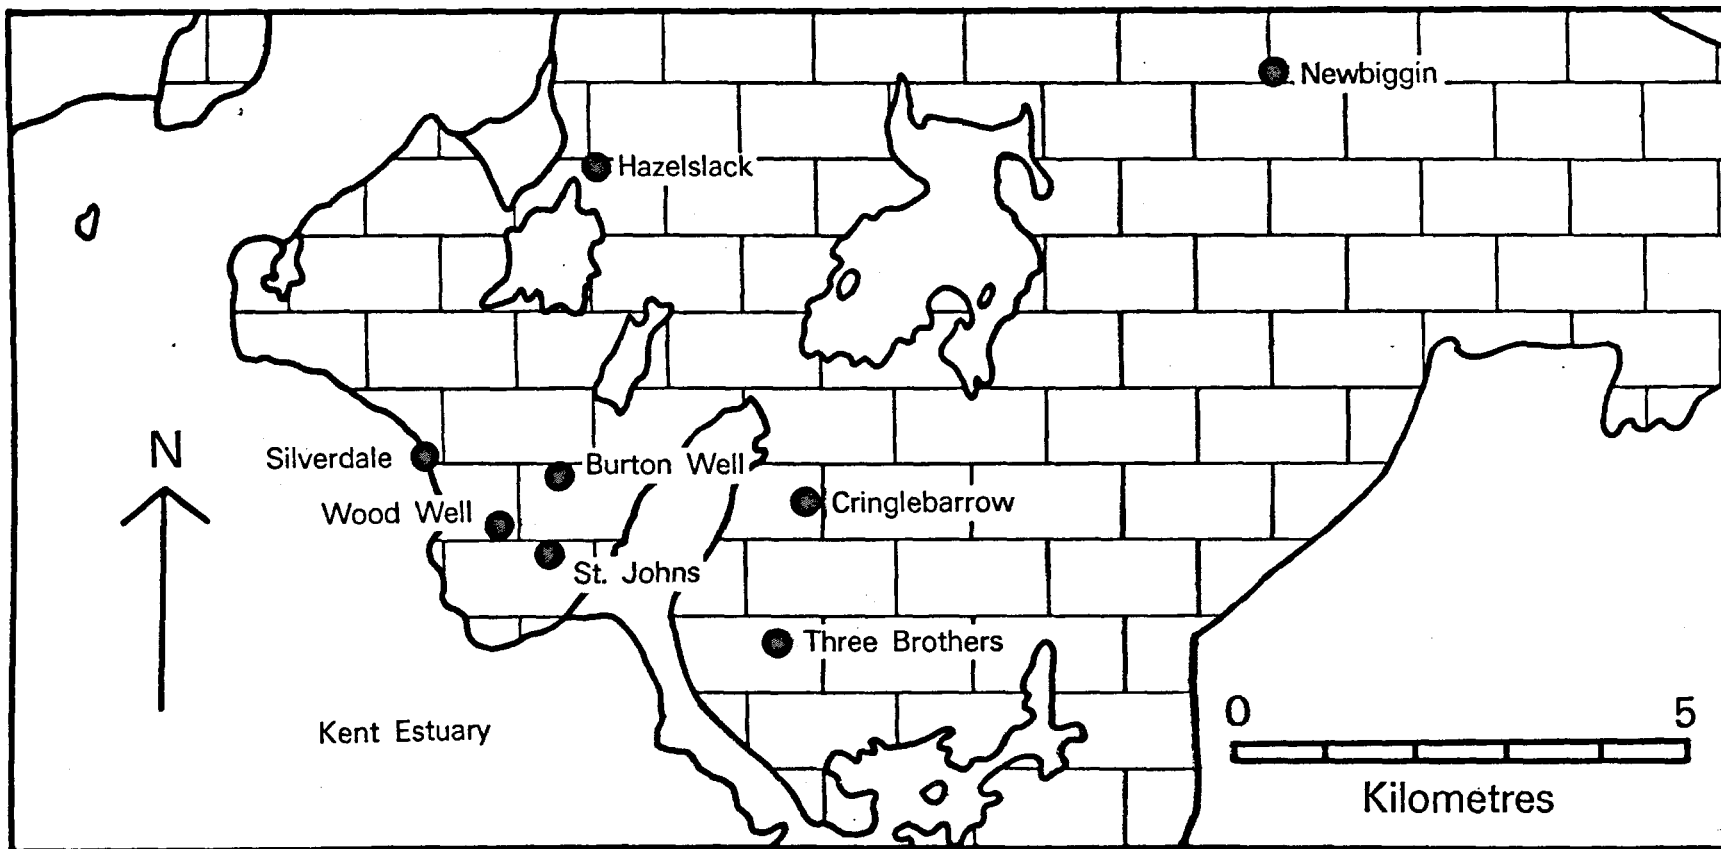 Newbiggin
Hazelslack
N
Silverdale
Burton Well
Wood Well
Cringlebarrow
St. Johns
Three Brothers
Kent Estuary
0 5
Kilometres